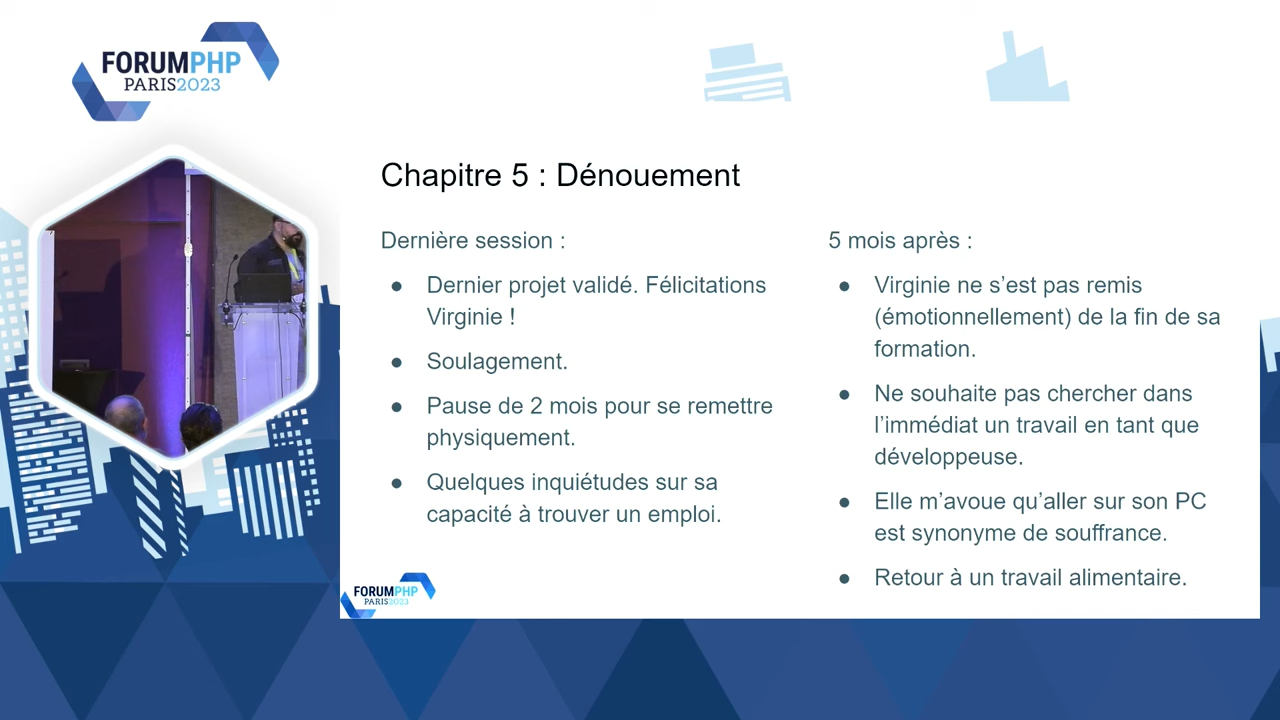 FORUMPHP
PARIS2023
Chapitre 5 : Dénouement
Dernière session :
● Dernier projet validé. Félicitations
Virginie !
● Soulagement.
● Pause de 2 mois pour se remettre
physiquement.
● Quelques inquiétudes sur sa
capacité à trouver un emploi.
5 mois après :
● Virginie ne s’est pas remis
(émotionnellement) de la fin de sa
formation.
● Ne souhaite pas chercher dans
l’immédiat un travail en tant que
développeuse.
● Elle m’avoue qu’aller sur son PC
est synonyme de souffrance.
● Retour à un travail alimentaire.
FORUMPHP
PARIS2023